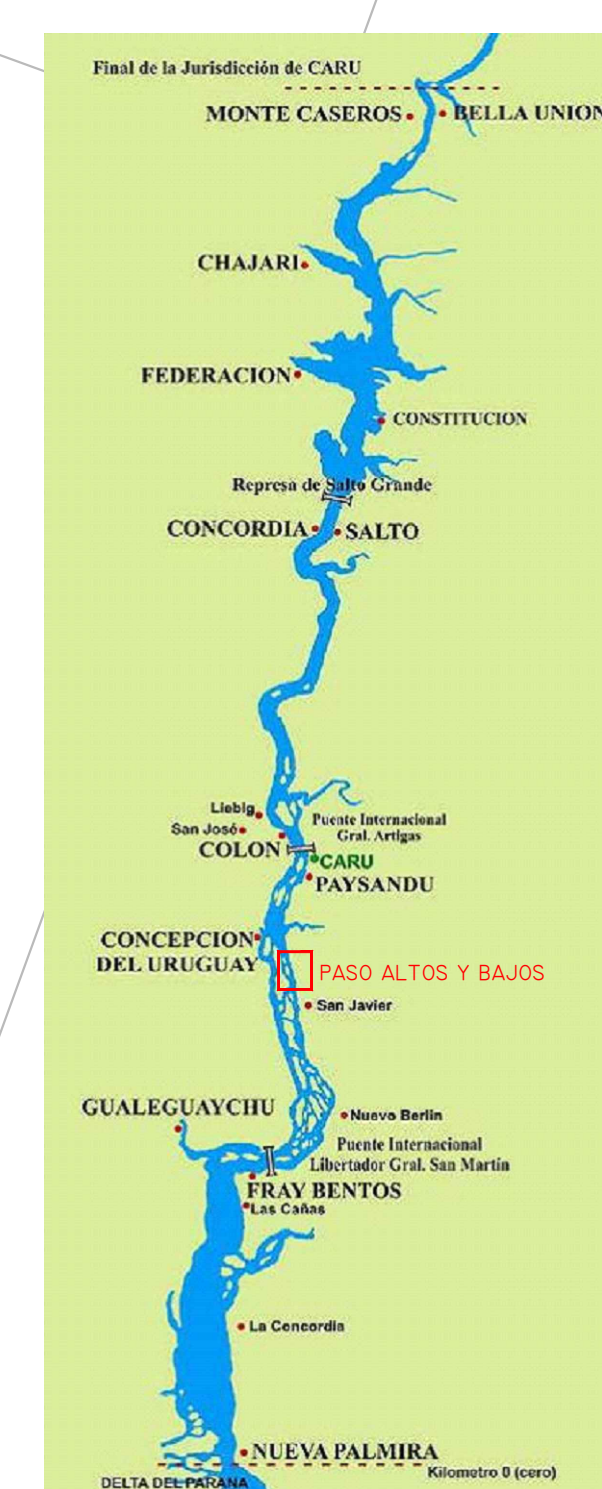 Final de la Jurisdicción de CARU
MONTE CASEROS
BELLA UNION
CHAJARI
FEDERACION
CONSTITUCION
Represa de Salto Grande
CONCORDIA
SALTO
Liebig
San José
Puente Internacional
Gral. Artigas
COLON
CARU
PAYSANDU
CONCEPCION
DEL URUGUAY
PASO ALTOS Y BAJOS
San Javier
GUALEGUAYCHU
Nuevo Berlin
Puente Internacional
Libertador Gral. San Martín
FRAY BENTOS
Las Cañas
La Concordia
NUEVA PALMIRA
Kilometro 0 (cero)
DELTA DEL PARANA